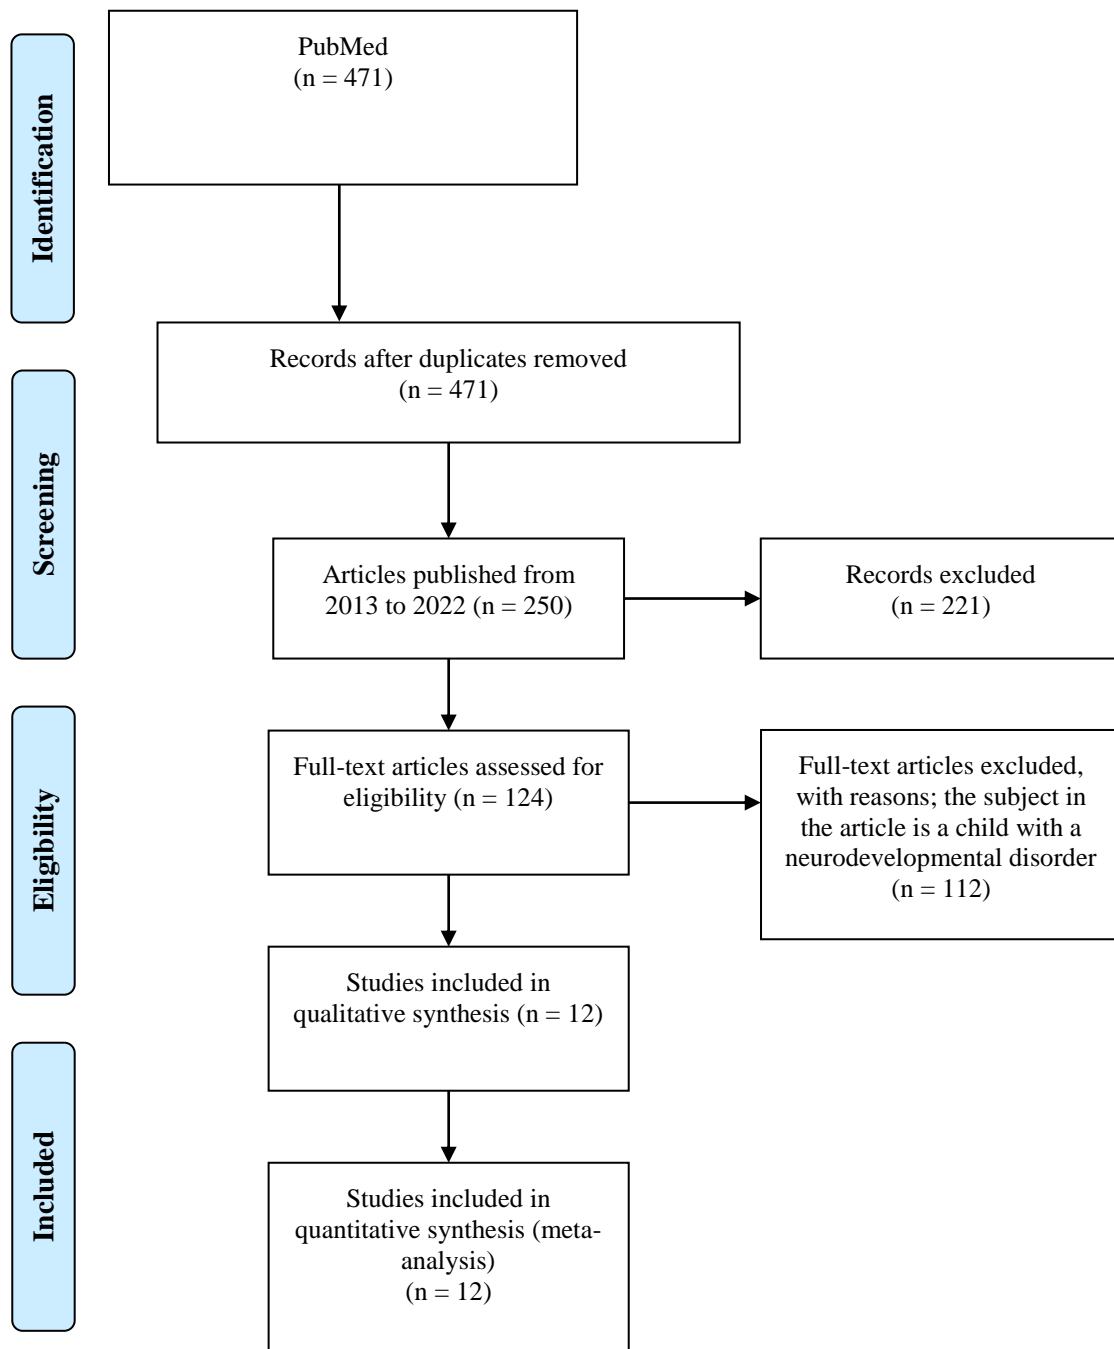 PubMed
(n = 471)
Identification
Records after duplicates removed
(n = 471)
Screening
Articles published from
2013 to 2022 (n = 250)
Records excluded
(n = 221)
Eligibility
Full-text articles assessed for
eligibility (n = 124)
Full-text articles excluded,
with reasons; the subject in
the article is a child with a
neurodevelopmental disorder
(n = 112)
Studies included in
qualitative synthesis (n = 12)
Included
Studies included in
quantitative synthesis (meta-
analysis)
(n = 12)